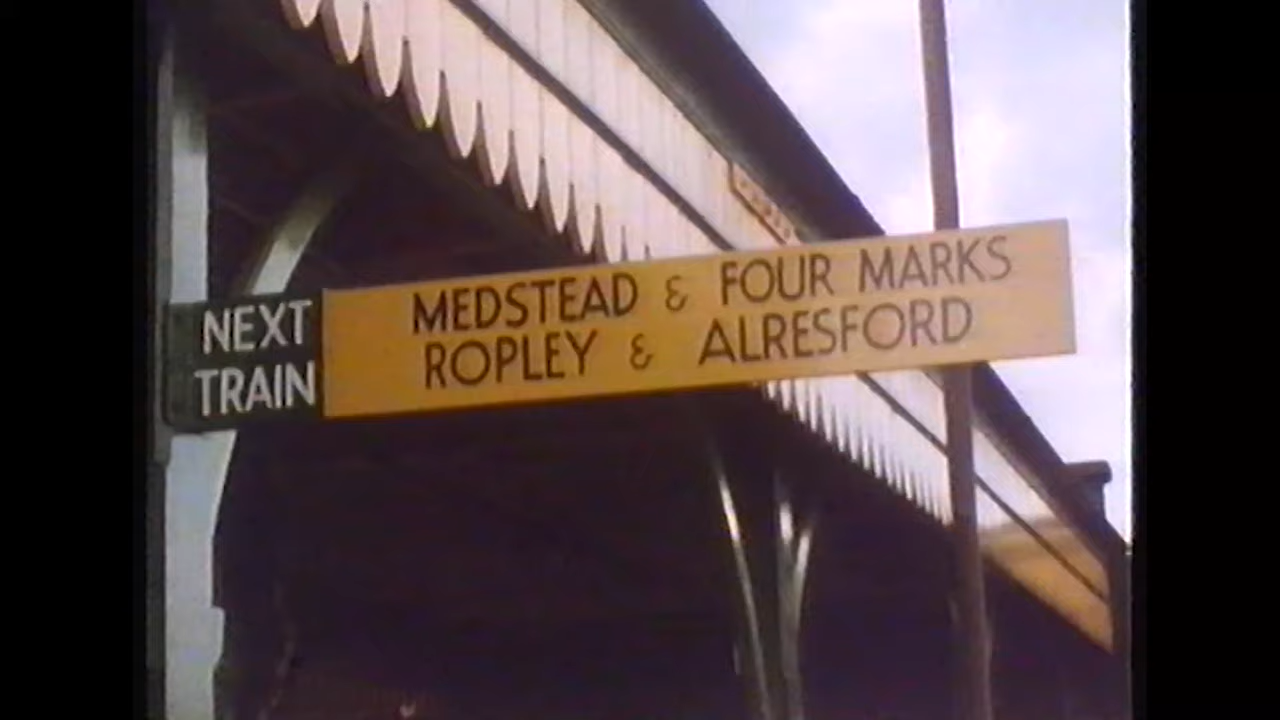 NEXT
TRAIN
MEDSTEAD & FOUR MARKS
ROPLEY & ALRESFORD